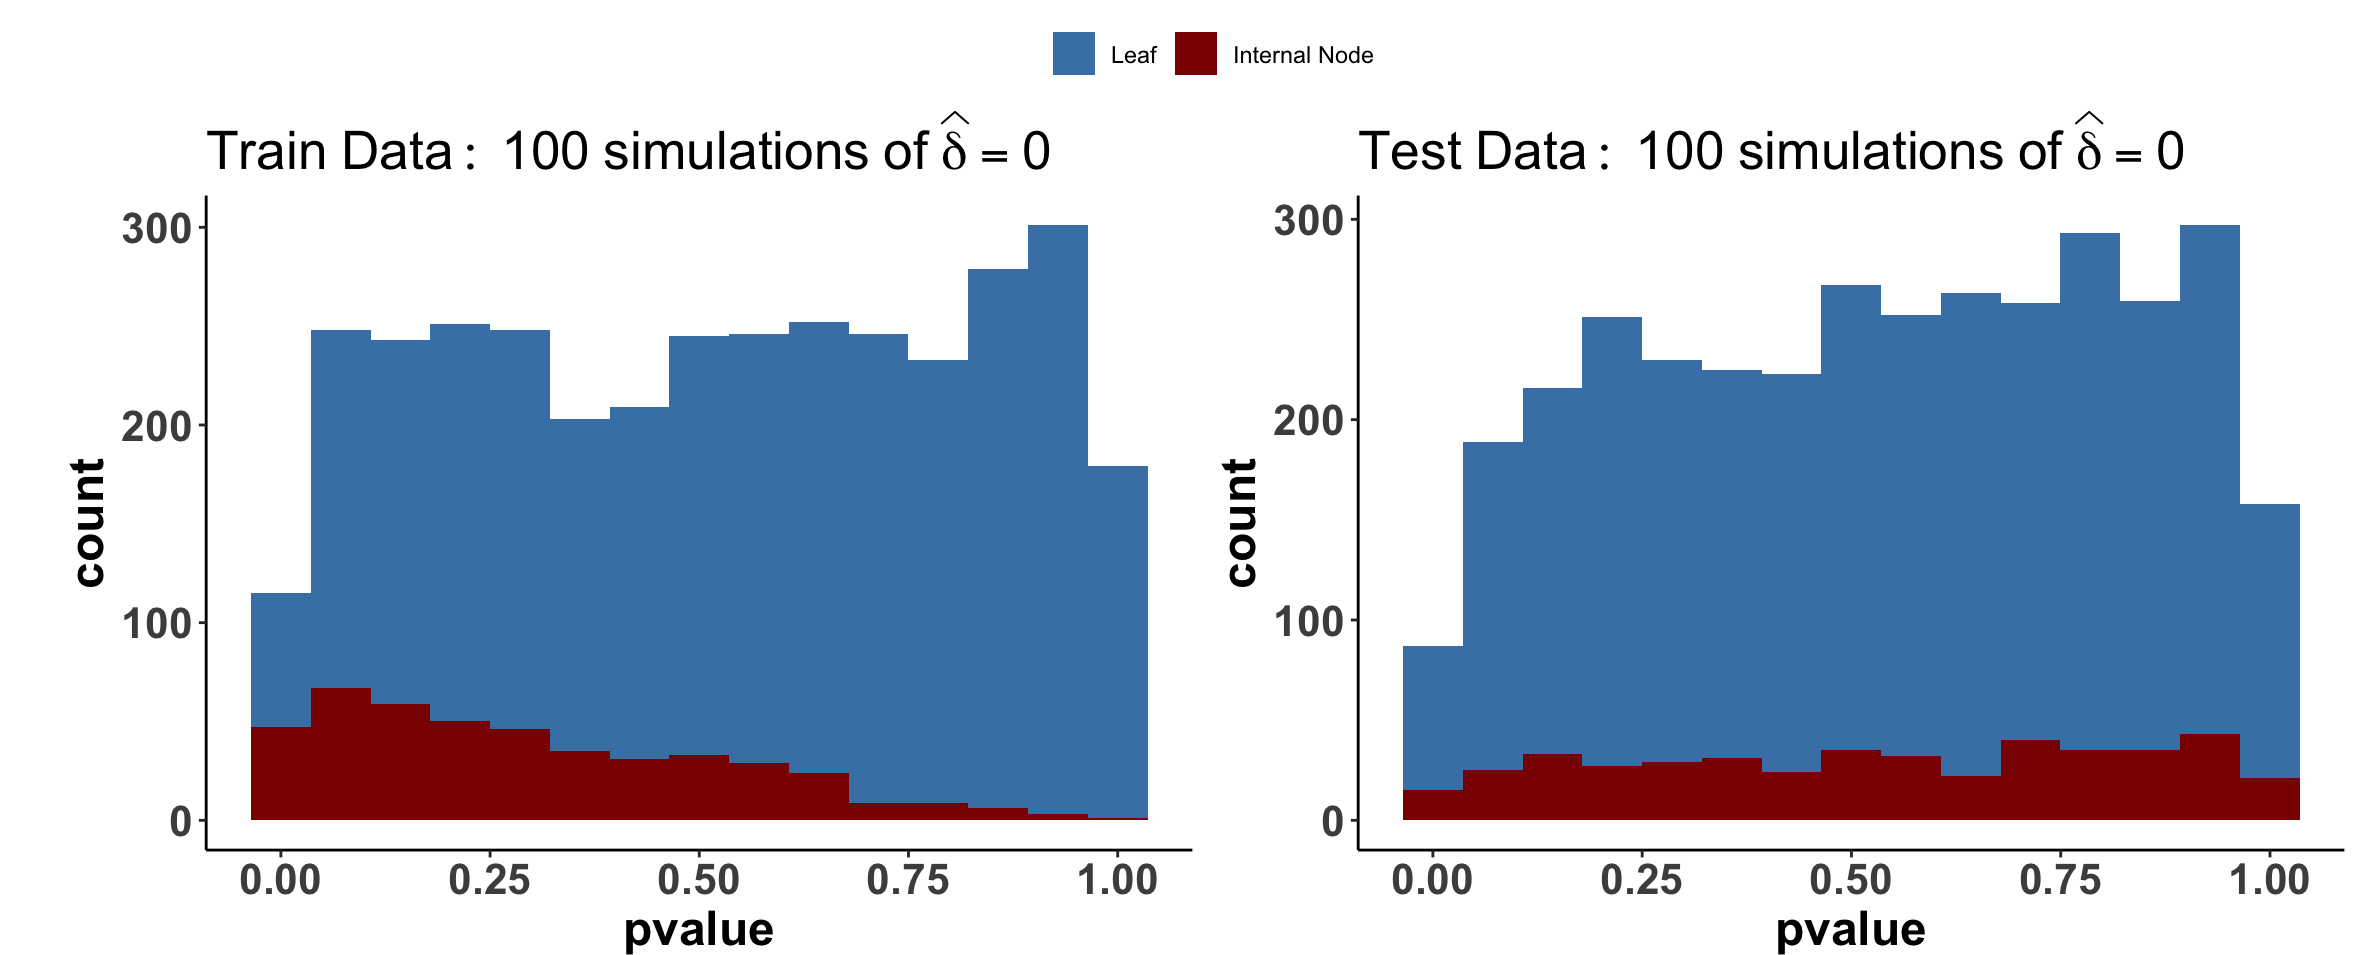 Leaf Internal Node
Train Data : 100 simulations of δ̂ = 0
300
200
100
0
count
0.00 0.25 0.50 0.75 1.00
pvalue
Test Data : 100 simulations of δ̂ = 0
300
200
100
0
count
0.00 0.25 0.50 0.75 1.00
pvalue